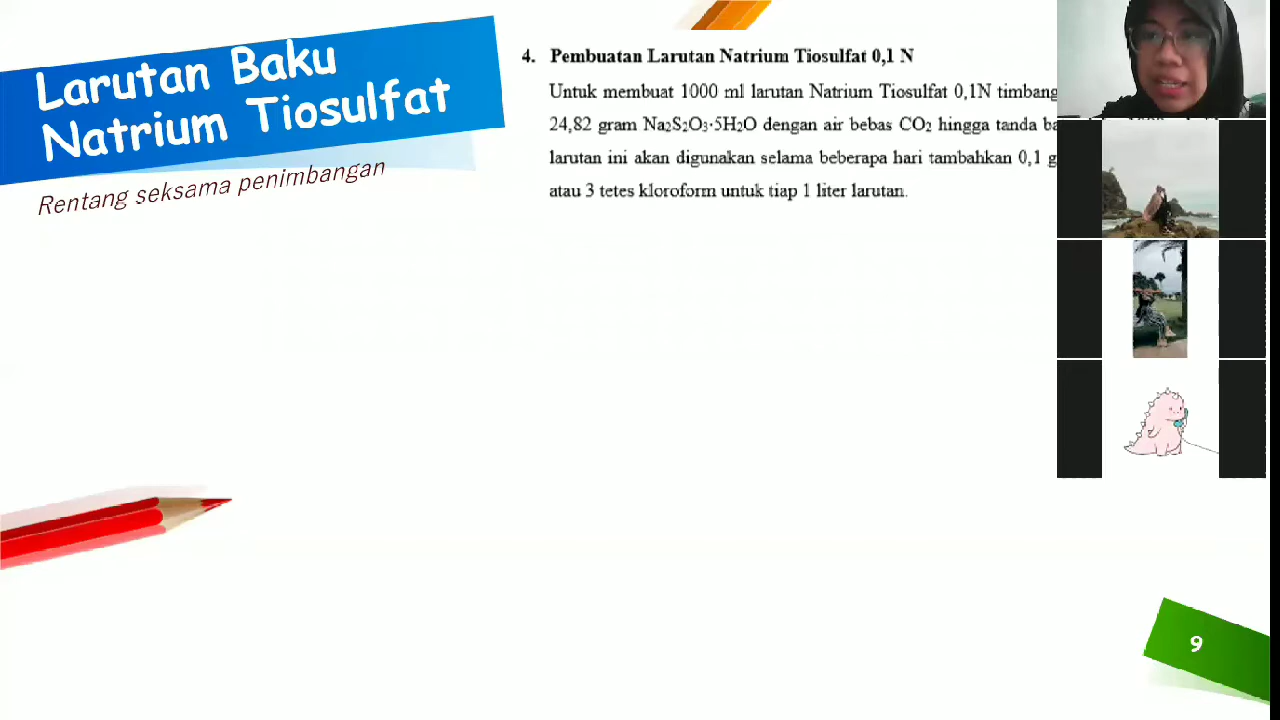 Larutan Baku
Natrium Tiosulfat
Rentang seksama penimbangan
4. Pembuatan Larutan Natrium Tiosulfat 0,1 N
Untuk membuat 1000 ml larutan Natrium Tiosulfat 0,1N timbang
24,82 gram Na₂S₂O₃·5H₂O dengan air bebas CO₂ hingga tanda
larutan ini akan digunakan selama beberapa hari tambahkan 0,1
atau 3 tetes kloroform untuk tiap 1 liter larutan.
9